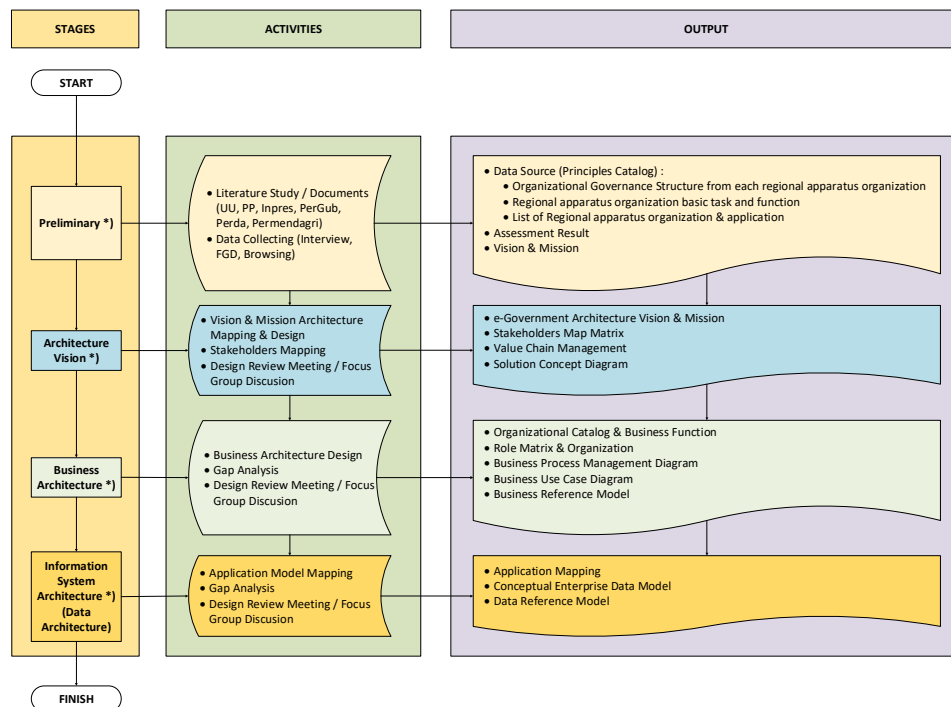 STAGES
ACTIVITIES
OUTPUT
START
Preliminary *)
• Literature Study / Documents
(UU, PP, Inpres, PerGub,
Perda, Permendagri)
• Data Collecting (Interview,
FGD, Browsing)
• Data Source (Principles Catalog) :
• Organizational Governance Structure from each regional apparatus organization
• Regional apparatus organization basic task and function
• List of Regional apparatus organization & application
• Assessment Result
• Vision & Mission
Architecture
Vision *)
• Vision & Mission Architecture
Mapping & Design
• Stakeholders Mapping
• Design Review Meeting / Focus
Group Discusion
• e-Government Architecture Vision & Mission
• Stakeholders Map Matrix
• Value Chain Management
• Solution Concept Diagram
Business
Architecture *)
• Business Architecture Design
• Gap Analysis
• Design Review Meeting / Focus
Group Discusion
• Organizational Catalog & Business Function
• Role Matrix & Organization
• Business Process Management Diagram
• Business Use Case Diagram
• Business Reference Model
Information
System
Architecture *)
(Data
Architecture)
• Application Model Mapping
• Gap Analysis
• Design Review Meeting / Focus
Group Discusion
• Application Mapping
• Conceptual Enterprise Data Model
• Data Reference Model
FINISH